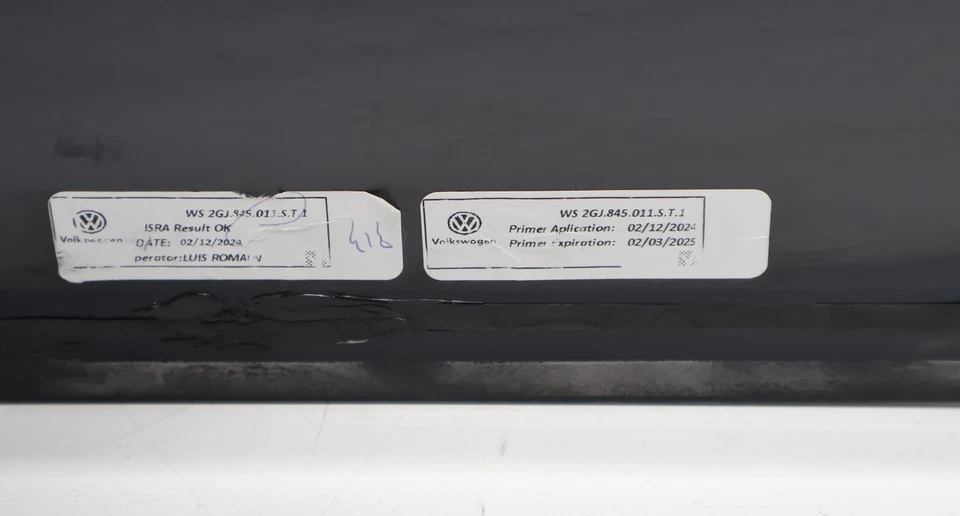 WS 2GJ.845.011.S.T.1
ISRA Result OK
Volkswagen
DATE: 02/12/2024
perator:LUIS ROMAN
WS 2GJ.845.011.S.T.1
Primer Aplication: 02/12/2024
Volkswagen
Primer Expiration: 02/03/2025